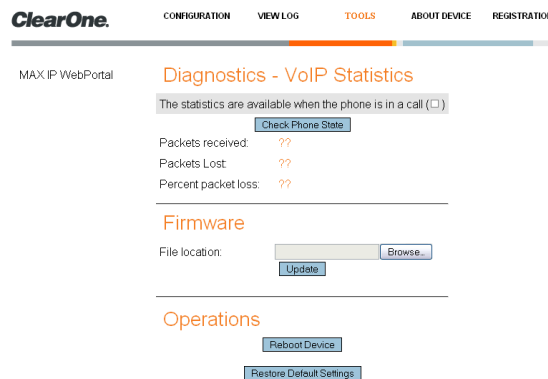 ClearOne.
CONFIGURATION VIEW LOG TOOLS ABOUT DEVICE REGISTRATION
MAX IP WebPortal
Diagnostics - VoIP Statistics
The statistics are available when the phone is in a call ( )
Check Phone State
Packets received: ??
Packets Lost: ??
Percent packet loss: ??
Firmware
File location: Browse..
Update
Operations
Reboot Device
Restore Default Settings